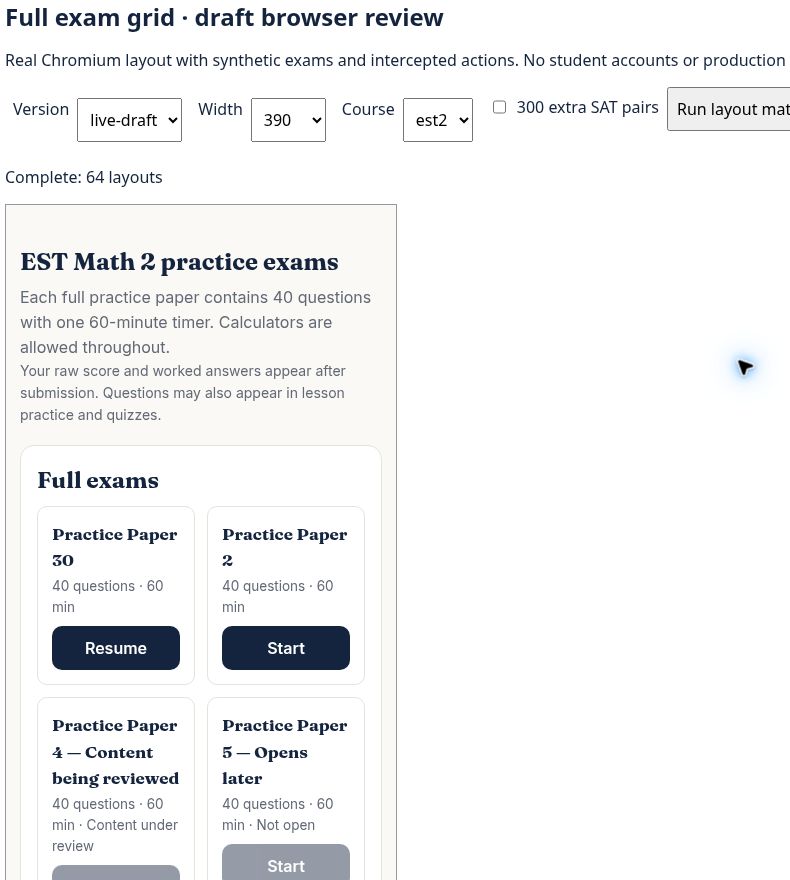 Full exam grid · draft browser review
Real Chromium layout with synthetic exams and intercepted actions. No student accounts or production
Version live-draft Width 390 Course est2 300 extra SAT pairs Run layout mat
Complete: 64 layouts
EST Math 2 practice exams
Each full practice paper contains 40 questions
with one 60-minute timer. Calculators are
allowed throughout.
Your raw score and worked answers appear after
submission. Questions may also appear in lesson
practice and quizzes.
Full exams
Practice Paper
30
40 questions · 60
min
Resume
Practice Paper
2
40 questions · 60
min
Start
Practice Paper
4 — Content
being reviewed
40 questions · 60
min · Content under
review
Practice Paper
5 — Opens
later
40 questions · 60
min · Not open
Start